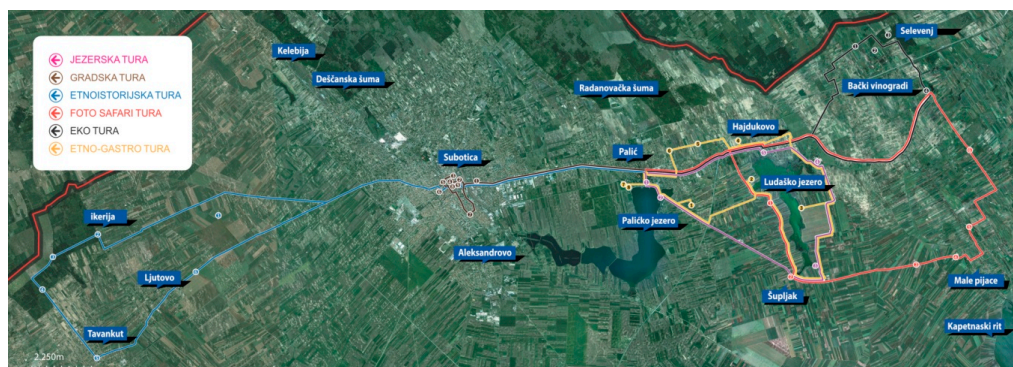 JEZERSKA TURA
GRADSKA TURA
ETNOISTORIJSKA TURA
FOTO SAFARI TURA
EKO TURA
ETNO-GASTRO TURA
Selevenj
Kelebija
Deščanska šuma
Radanovačka šuma
Bački vinogradi
Hajdukovo
Palić
Subotica
Ludaško jezero
ikerija
Paličko jezero
Aleksandrovo
Ljutovo
Male pijace
Šupljak
Kapetnaski rit
Tavankut
2.250m